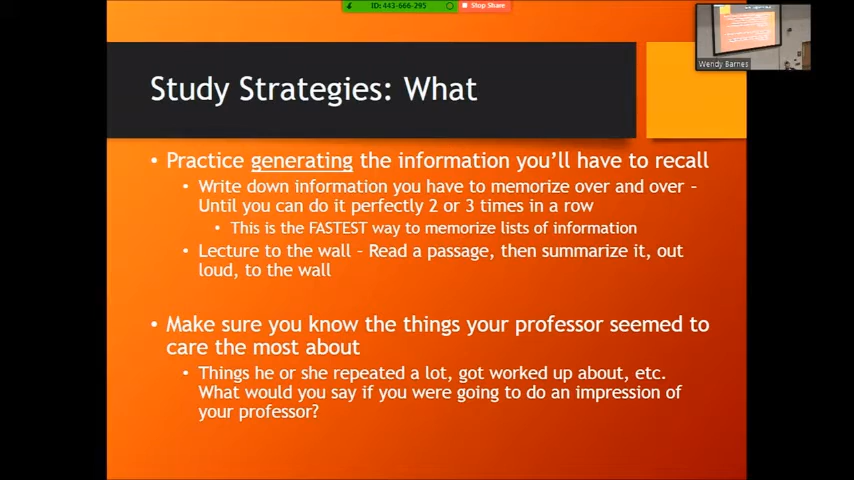 ID: 443-666-295
Stop Share
Wendy Barnes
Study Strategies: What
• Practice generating the information you'll have to recall
• Write down information you have to memorize over and over –
Until you can do it perfectly 2 or 3 times in a row
• This is the FASTEST way to memorize lists of information
• Lecture to the wall – Read a passage, then summarize it, out
loud, to the wall
• Make sure you know the things your professor seemed to
care the most about
• Things he or she repeated a lot, got worked up about, etc.
What would you say if you were going to do an impression of
your professor?